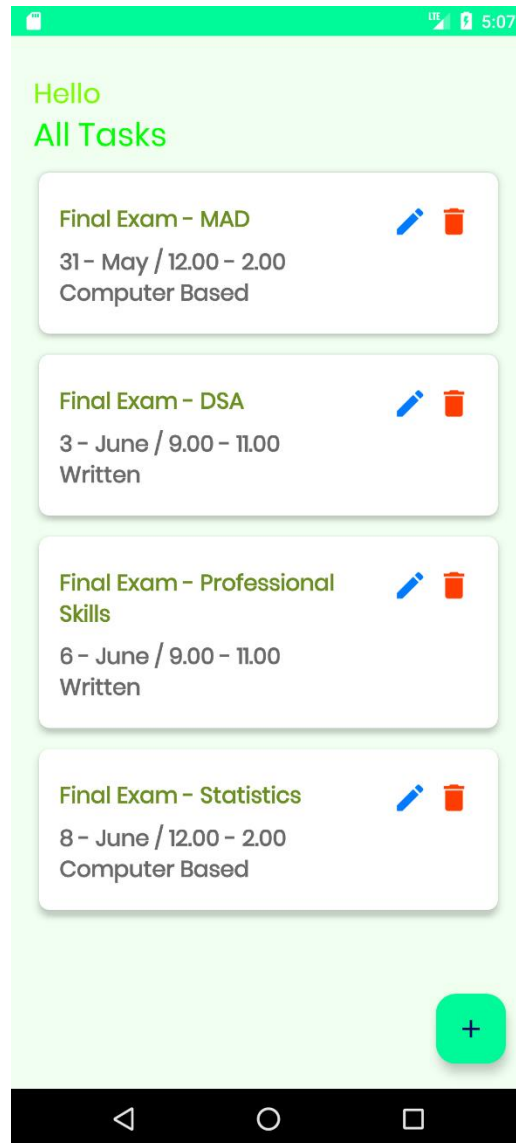 LTE 5:07
Hello
All Tasks
Final Exam - MAD
31 - May / 12.00 - 2.00
Computer Based
Final Exam - DSA
3 - June / 9.00 - 11.00
Written
Final Exam - Professional
Skills
6 - June / 9.00 - 11.00
Written
Final Exam - Statistics
8 - June / 12.00 - 2.00
Computer Based
+